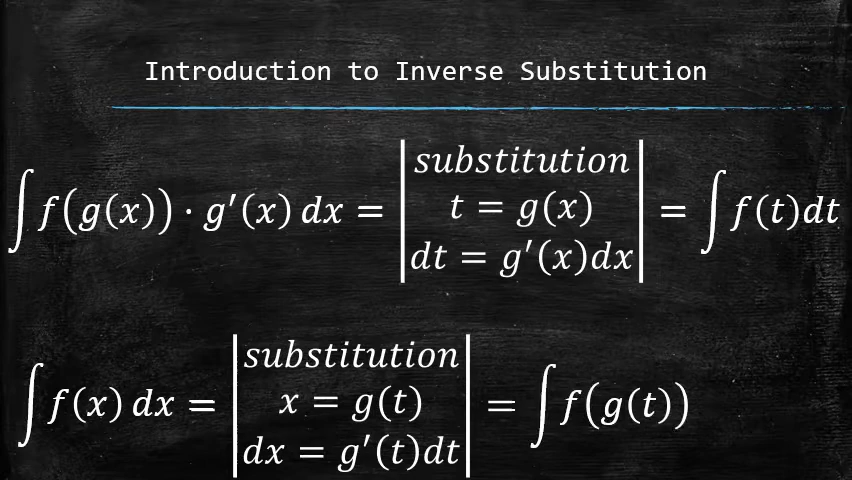 Introduction to Inverse Substitution
∫ f(g(x)) · g′(x) dx = | substitution t = g(x) dt = g′(x)dx | = ∫ f(t)dt
∫ f(x) dx = | substitution x = g(t) dx = g′(t)dt | = ∫ f(g(t))